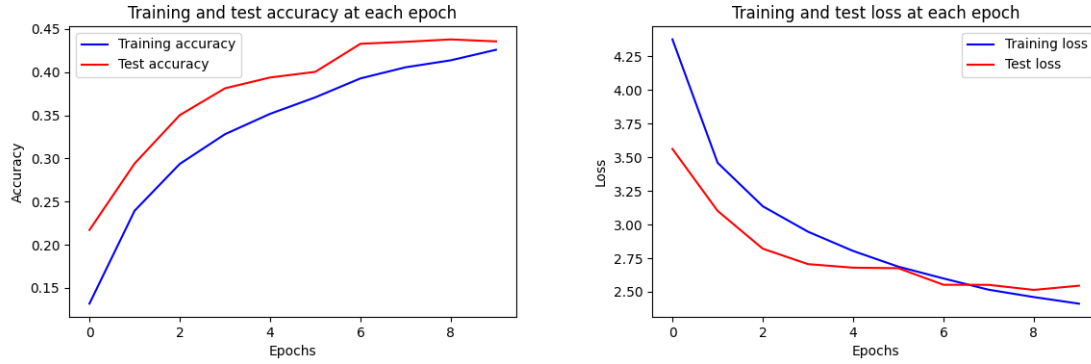 Training and test accuracy at each epoch
Training accuracy
Test accuracy
Accuracy
0.45
0.40
0.35
0.30
0.25
0.20
0.15
0 2 4 6 8
Epochs
Training and test loss at each epoch
Training loss
Test loss
Loss
4.25
4.00
3.75
3.50
3.25
3.00
2.75
2.50
0 2 4 6 8
Epochs